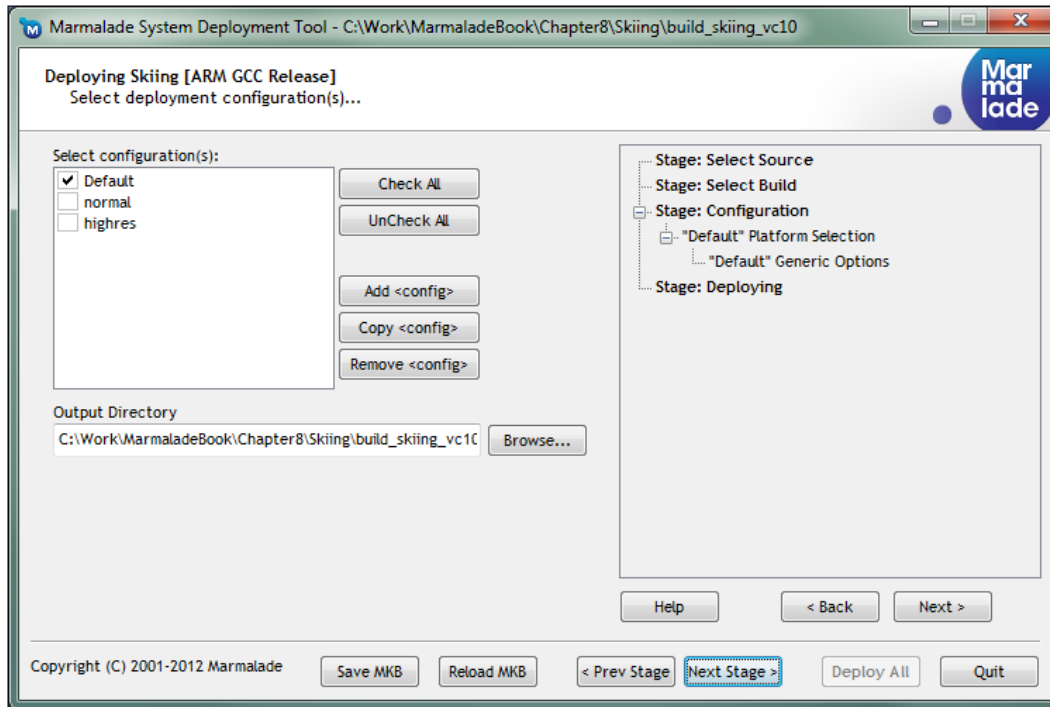 Marmalade System Deployment Tool - C:\Work\MarmaladeBook\Chapter8\Skiing\build_skiing_vc10
Deploying Skiing [ARM GCC Release]
Select deployment configuration(s)...
Mar
ma
lade
Select configuration(s):
Default
normal
highres
Check All
UnCheck All
Add <config>
Copy <config>
Remove <config>
Output Directory
C:\Work\MarmaladeBook\Chapter8\Skiing\build_skiing_vc10
Browse...
Stage: Select Source
Stage: Select Build
Stage: Configuration
"Default" Platform Selection
"Default" Generic Options
Stage: Deploying
Help
< Back
Next >
Copyright (C) 2001-2012 Marmalade
Save MKB
Reload MKB
< Prev Stage
Next Stage >
Deploy All
Quit